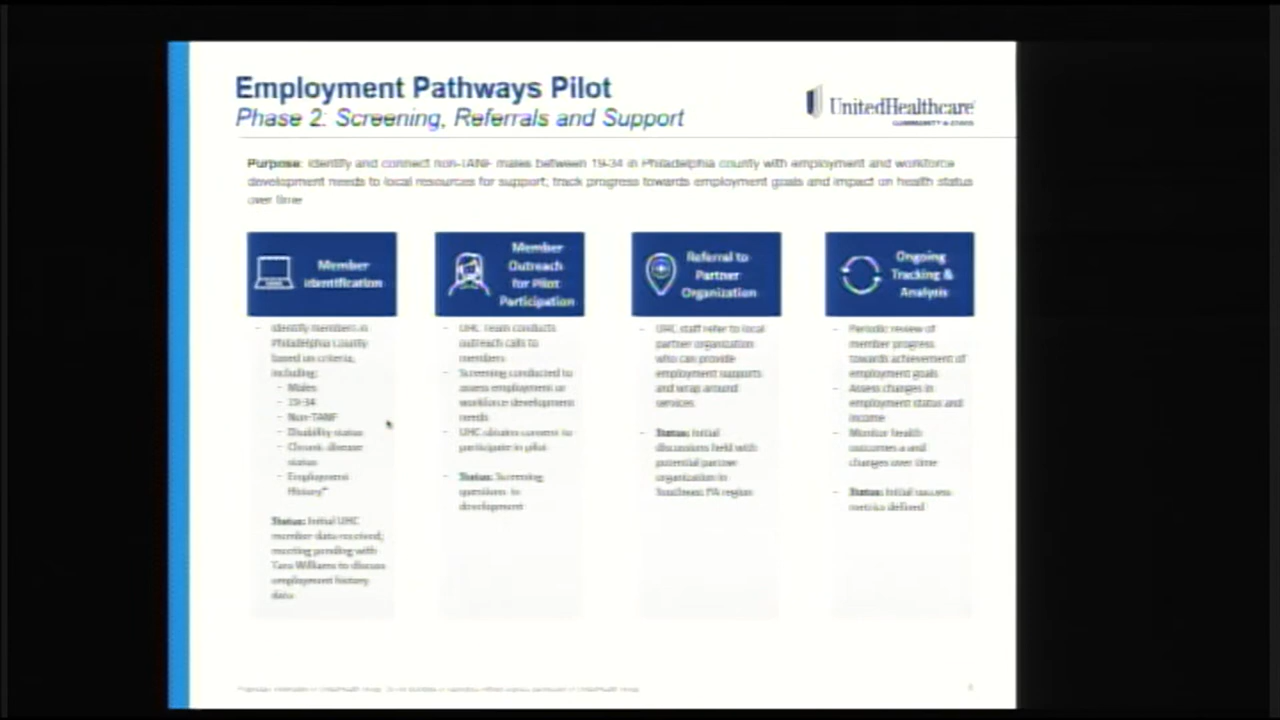 Employment Pathways Pilot
Phase 2: Screening, Referrals and Support
UnitedHealthcare
Purpose: Identify and connect non-TANF males between 19-34 in Philadelphia county with employment and workforce
development needs to local resources for support; track progress towards employment goals and impact on health status
over time
Member
Identification
Member
Outreach
for Pilot
Participation
Referral to
Partner
Organization
Ongoing
Tracking &
Analysis
- Identify members in
Philadelphia County
based on criteria,
including:
- Males
- 19-34
- Non-TANF
- Disability status
- Chronic disease
status
- Employment
History*
Status: Initial UHC
member data received;
meeting pending with
Tara Williams to discuss
employment history
data
- UHC Team conducts
outreach calls to
members
- Screening conducted to
assess employment or
workforce development
needs
- UHC obtains consent to
participate in pilot
- Status: Screening
questions in
development
- UHC staff refer to local
partner organization
who can provide
employment supports
and wrap around
services
- Status: Initial
discussions held with
potential partner
organization in
Southeast PA region
- Periodic review of
member progress
towards achievement of
employment goals
- Assess changes in
employment status and
income
- Monitor health
outcomes a and
changes over time
- Status: Initial success
metrics defined